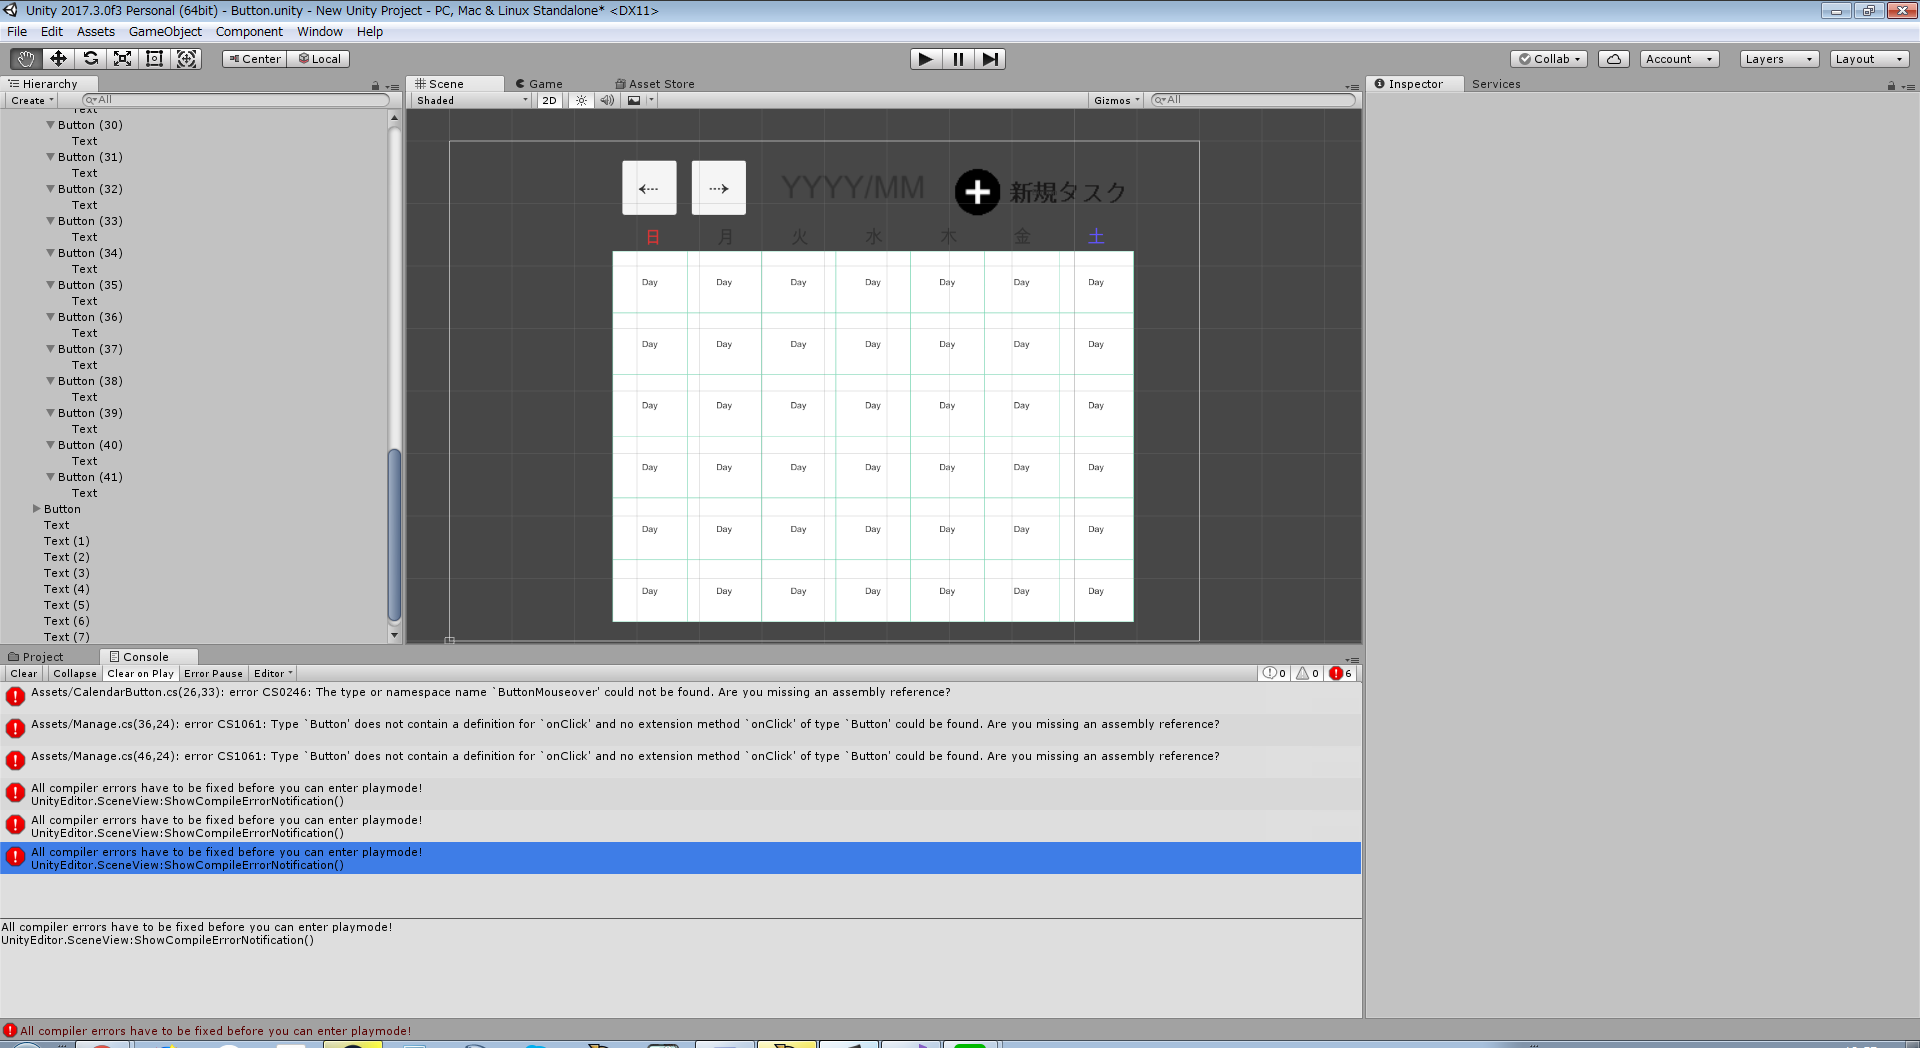 Unity 2017.3.0f3 Personal (64bit) - Button.unity - New Unity Project - PC, Mac & Linux Standalone* <DX11>
File Edit Assets GameObject Component Window Help
Center Local Collab Account Layers Layout
Hierarchy
Create All
Text
Button (30)
Text
Button (31)
Text
Button (32)
Text
Button (33)
Text
Button (34)
Text
Button (35)
Text
Button (36)
Text
Button (37)
Text
Button (38)
Text
Button (39)
Text
Button (40)
Text
Button (41)
Text
Button
Text
Text (1)
Text (2)
Text (3)
Text (4)
Text (5)
Text (6)
Text (7)
Scene Game Asset Store
Shaded 2D Gizmos All
YYYY/MM 新規タスク
日 月 火 水 木 金 土
Day Day Day Day Day Day Day
Day Day Day Day Day Day Day
Day Day Day Day Day Day Day
Day Day Day Day Day Day Day
Day Day Day Day Day Day Day
Day Day Day Day Day Day Day
Inspector Services
Project Console
Clear Collapse Clear on Play Error Pause Editor 0 0 6
Assets/CalendarButton.cs(26,33): error CS0246: The type or namespace name `ButtonMouseover' could not be found. Are you missing an assembly reference?
Assets/Manage.cs(36,24): error CS1061: Type `Button' does not contain a definition for `onClick' and no extension method `onClick' of type `Button' could be found. Are you missing an assembly reference?
Assets/Manage.cs(46,24): error CS1061: Type `Button' does not contain a definition for `onClick' and no extension method `onClick' of type `Button' could be found. Are you missing an assembly reference?
All compiler errors have to be fixed before you can enter playmode!
UnityEditor.SceneView:ShowCompileErrorNotification()
All compiler errors have to be fixed before you can enter playmode!
UnityEditor.SceneView:ShowCompileErrorNotification()
All compiler errors have to be fixed before you can enter playmode!
UnityEditor.SceneView:ShowCompileErrorNotification()
All compiler errors have to be fixed before you can enter playmode!
UnityEditor.SceneView:ShowCompileErrorNotification()
All compiler errors have to be fixed before you can enter playmode!